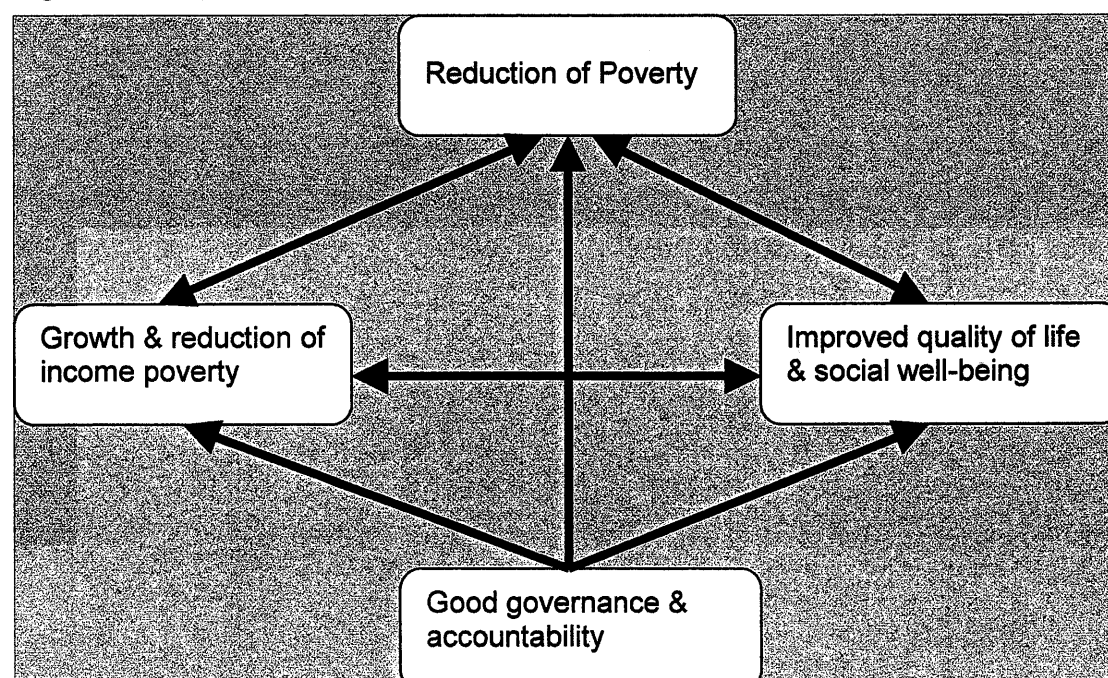 Reduction of Poverty
Growth & reduction of
income poverty
Improved quality of life
& social well-being
Good governance &
accountability